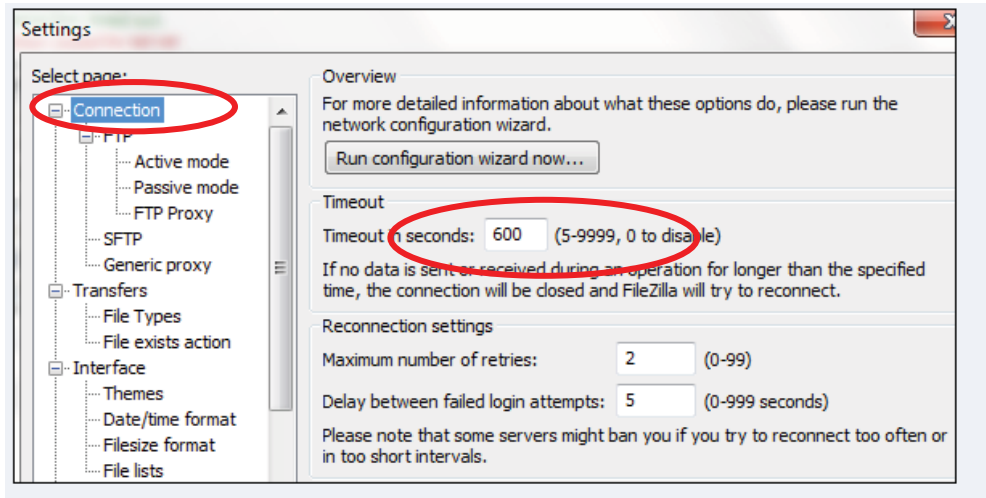 Settings
Select page:
Connection
FTP
Active mode
Passive mode
FTP Proxy
SFTP
Generic proxy
Transfers
File Types
File exists action
Interface
Themes
Date/time format
Filesize format
File lists
Overview
For more detailed information about what these options do, please run the
network configuration wizard.
Run configuration wizard now...
Timeout
Timeout in seconds: 600 (5-9999, 0 to disable)
If no data is sent or received during an operation for longer than the specified
time, the connection will be closed and FileZilla will try to reconnect.
Reconnection settings
Maximum number of retries: 2 (0-99)
Delay between failed login attempts: 5 (0-999 seconds)
Please note that some servers might ban you if you try to reconnect too often or
in too short intervals.